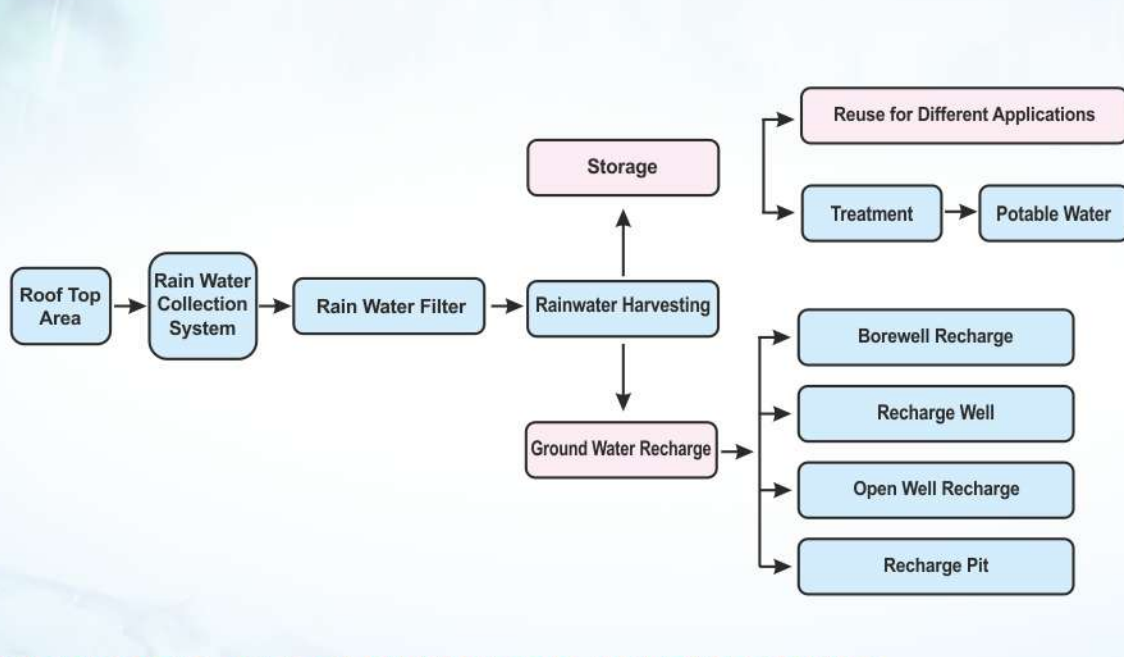 Roof Top
Area
Rain Water
Collection
System
Rain Water Filter
Rainwater Harvesting
Storage
Reuse for Different Applications
Treatment
Potable Water
Ground Water Recharge
Borewell Recharge
Recharge Well
Open Well Recharge
Recharge Pit